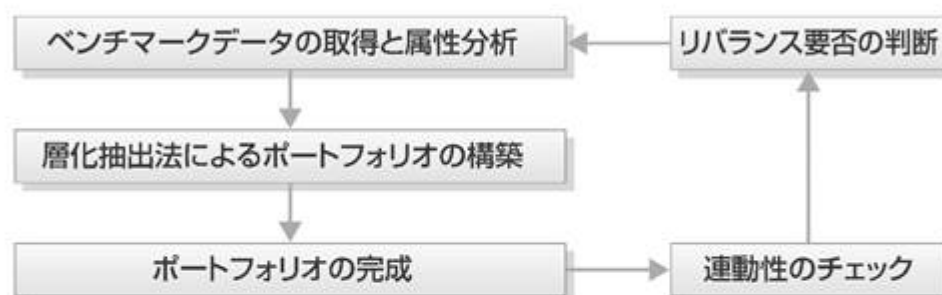 ベンチマークデータの取得と属性分析
リバランス要否の判断
層化抽出法によるポートフォリオの構築
ポートフォリオの完成
連動性のチェック